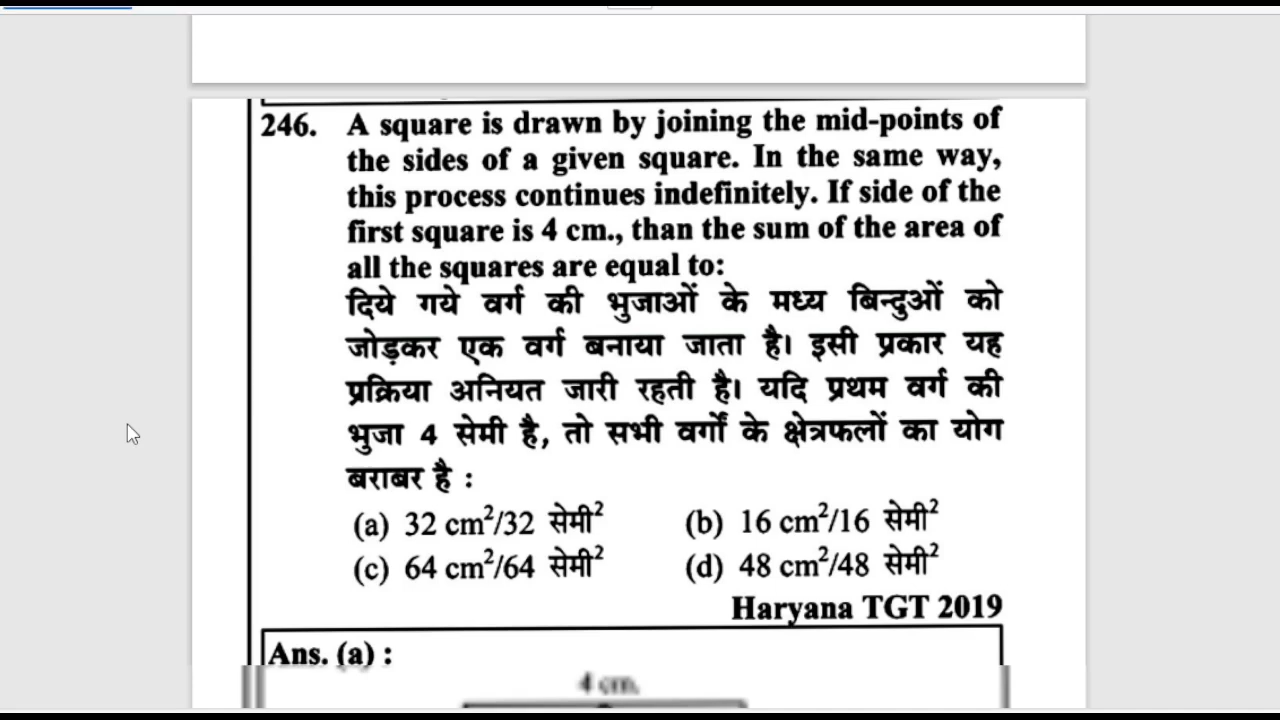 246. A square is drawn by joining the mid-points of
the sides of a given square. In the same way,
this process continues indefinitely. If side of the
first square is 4 cm., than the sum of the area of
all the squares are equal to:
दिये गये वर्ग की भुजाओं के मध्य बिन्दुओं को
जोड़कर एक वर्ग बनाया जाता है। इसी प्रकार यह
प्रक्रिया अनियत जारी रहती है। यदि प्रथम वर्ग की
भुजा 4 सेमी है, तो सभी वर्गों के क्षेत्रफलों का योग
बराबर है :
(a) 32 cm²/32 सेमी² (b) 16 cm²/16 सेमी²
(c) 64 cm²/64 सेमी² (d) 48 cm²/48 सेमी²
Haryana TGT 2019
Ans. (a) :
4 cm.